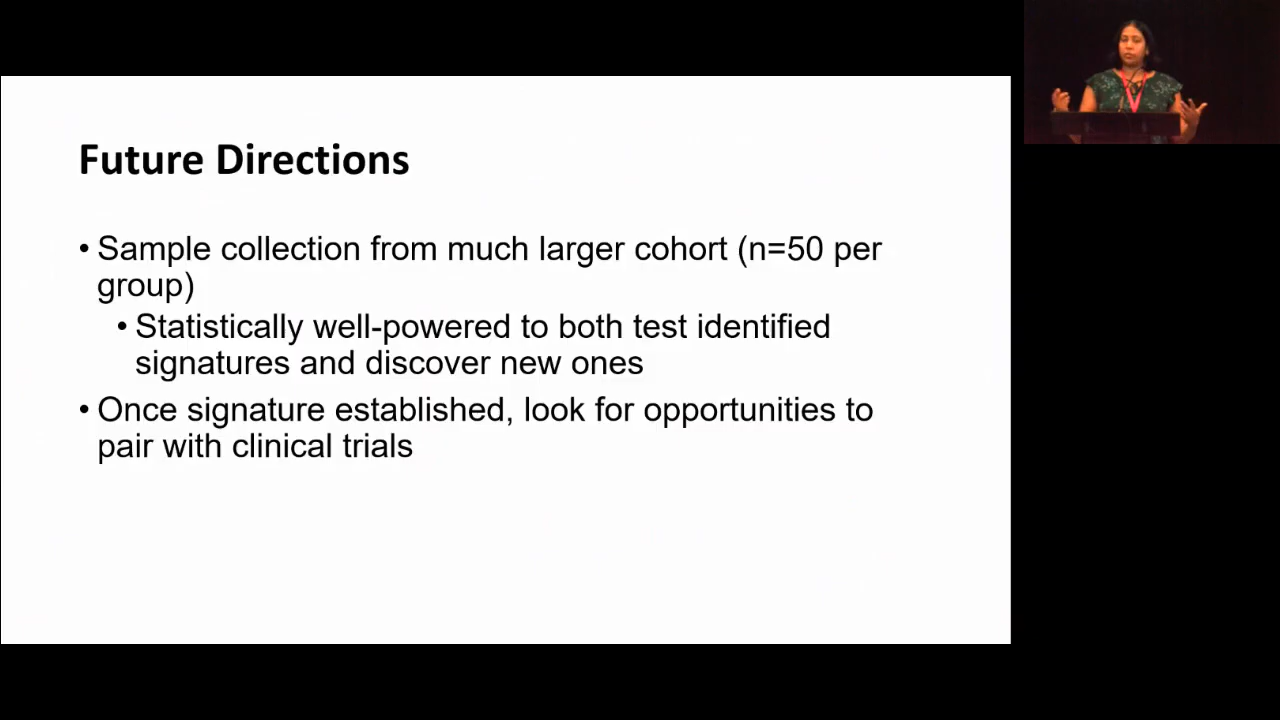 Future Directions
• Sample collection from much larger cohort (n=50 per
group)
• Statistically well-powered to both test identified
signatures and discover new ones
• Once signature established, look for opportunities to
pair with clinical trials